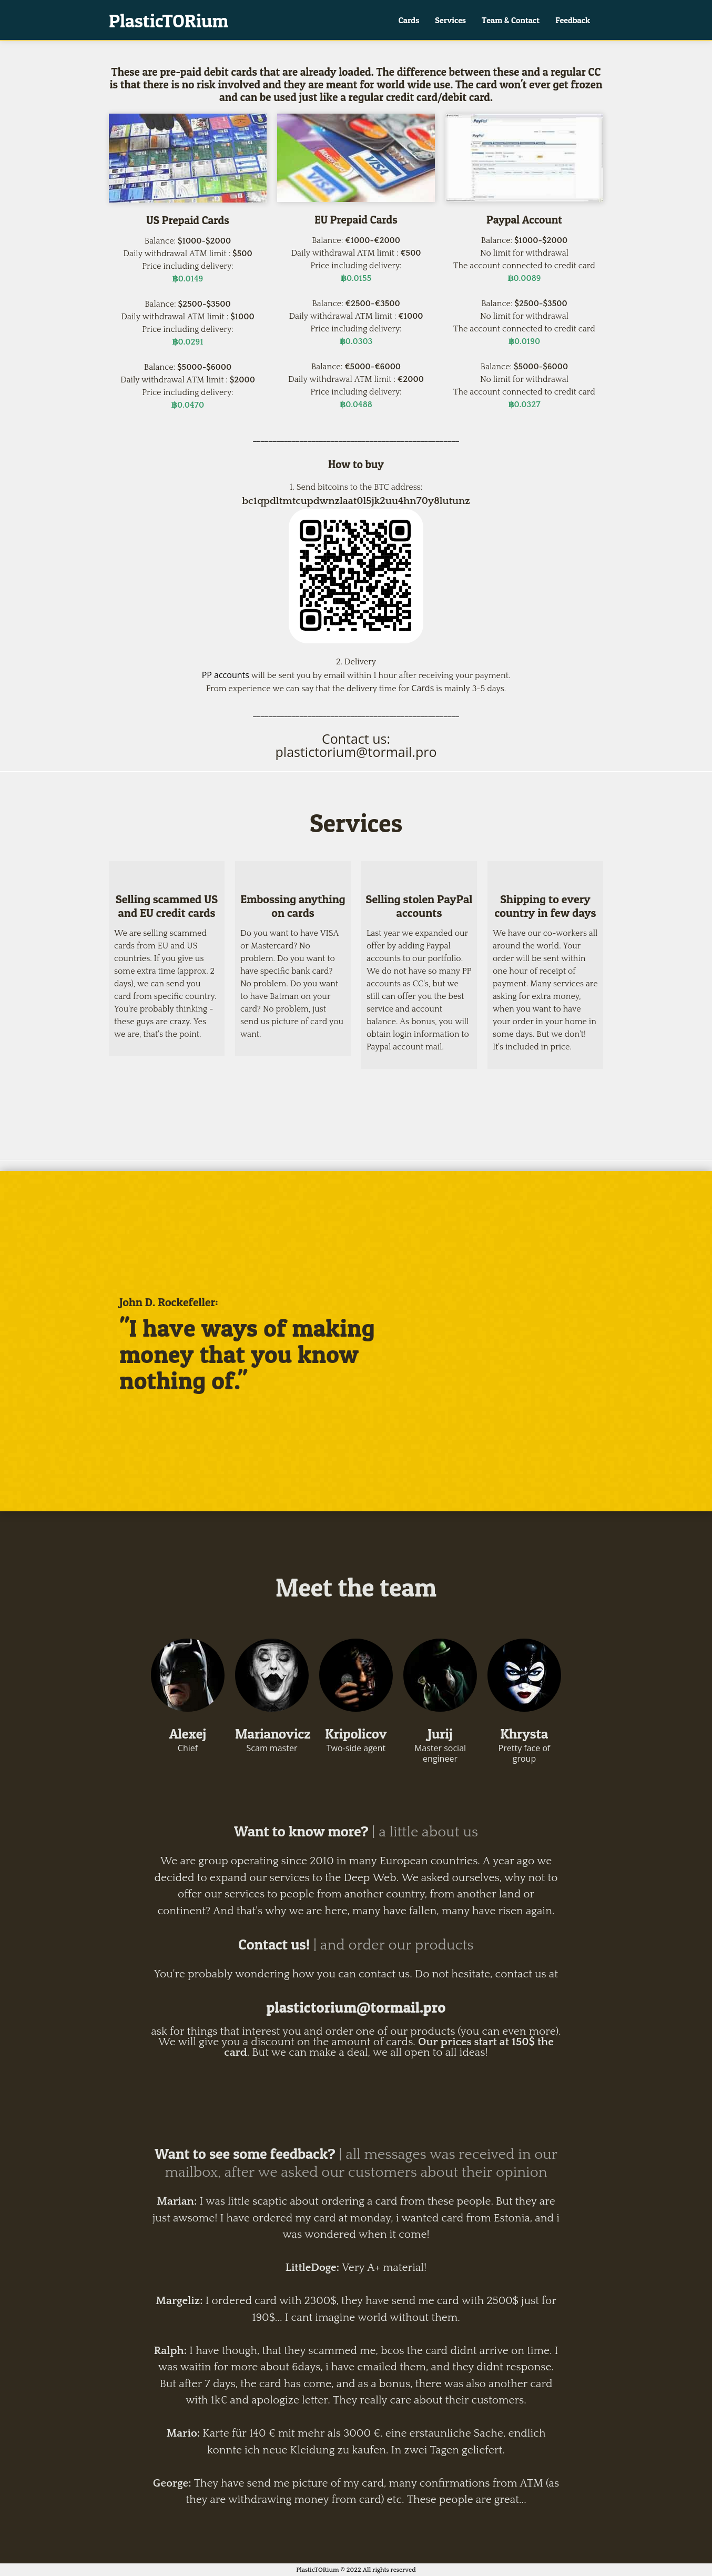 PlasticTORium
Cards Services Team & Contact Feedback
These are pre-paid debit cards that are already loaded. The difference between these and a regular CC
is that there is no risk involved and they are meant for world wide use. The card won't ever get frozen
and can be used just like a regular credit card/debit card.
US Prepaid Cards
Balance: $1000-$2000
Daily withdrawal ATM limit : $500
Price including delivery:
฿0.0149
Balance: $2500-$3500
Daily withdrawal ATM limit : $1000
Price including delivery:
฿0.0291
Balance: $5000-$6000
Daily withdrawal ATM limit : $2000
Price including delivery:
฿0.0470
EU Prepaid Cards
Balance: €1000-€2000
Daily withdrawal ATM limit : €500
Price including delivery:
฿0.0155
Balance: €2500-€3500
Daily withdrawal ATM limit : €1000
Price including delivery:
฿0.0303
Balance: €5000-€6000
Daily withdrawal ATM limit : €2000
Price including delivery:
฿0.0488
PayPal
Paypal Account
Balance: $1000-$2000
No limit for withdrawal
The account connected to credit card
฿0.0089
Balance: $2500-$3500
No limit for withdrawal
The account connected to credit card
฿0.0190
Balance: $5000-$6000
No limit for withdrawal
The account connected to credit card
฿0.0327
How to buy
1. Send bitcoins to the BTC address:
bc1qpdltmtcupdwnzlaat0l5jk2uu4hn70y8lutunz
2. Delivery
PP accounts will be sent you by email within 1 hour after receiving your payment.
From experience we can say that the delivery time for Cards is mainly 3-5 days.
Contact us:
plastictorium@tormail.pro
Services
Selling scammed US
and EU credit cards
We are selling scammed
cards from EU and US
countries. If you give us
some extra time (approx. 2
days), we can send you
card from specific country.
You're probably thinking -
these guys are crazy. Yes
we are, that's the point.
Embossing anything
on cards
Do you want to have VISA
or Mastercard? No
problem. Do you want to
have specific bank card?
No problem. Do you want
to have Batman on your
card? No problem, just
send us picture of card you
want.
Selling stolen PayPal
accounts
Last year we expanded our
offer by adding Paypal
accounts to our portfolio.
We do not have so many PP
accounts as CC's, but we
still can offer you the best
service and account
balance. As bonus, you will
obtain login information to
Paypal account mail.
Shipping to every
country in few days
We have our co-workers all
around the world. Your
order will be sent within
one hour of receipt of
payment. Many services are
asking for extra money,
when you want to have
your order in your home in
some days. But we don't!
It's included in price.
John D. Rockefeller:
"I have ways of making
money that you know
nothing of."
Meet the team
Alexej
Chief
Marianovicz
Scam master
Kripolicov
Two-side agent
Jurij
Master social
engineer
Khrysta
Pretty face of
group
Want to know more? | a little about us
We are group operating since 2010 in many European countries. A year ago we
decided to expand our services to the Deep Web. We asked ourselves, why not to
offer our services to people from another country, from another land or
continent? And that's why we are here, many have fallen, many have risen again.
Contact us! | and order our products
You're probably wondering how you can contact us. Do not hesitate, contact us at
plastictorium@tormail.pro
ask for things that interest you and order one of our products (you can even more).
We will give you a discount on the amount of cards. Our prices start at 150$ the
card. But we can make a deal, we all open to all ideas!
Want to see some feedback? | all messages was received in our
mailbox, after we asked our customers about their opinion
Marian: I was little scaptic about ordering a card from these people. But they are
just awsome! I have ordered my card at monday, i wanted card from Estonia, and i
was wondered when it come!
LittleDoge: Very A+ material!
Margeliz: I ordered card with 2300$, they have send me card with 2500$ just for
190$... I cant imagine world without them.
Ralph: I have though, that they scammed me, bcos the card didnt arrive on time. I
was waitin for more about 6days, i have emailed them, and they didnt response.
But after 7 days, the card has come, and as a bonus, there was also another card
with 1k€ and apologize letter. They really care about their customers.
Mario: Karte für 140 € mit mehr als 3000 €. eine erstaunliche Sache, endlich
konnte ich neue Kleidung zu kaufen. In zwei Tagen geliefert.
George: They have send me picture of my card, many confirmations from ATM (as
they are withdrawing money from card) etc. These people are great...
PlasticTORium © 2022 All rights reserved